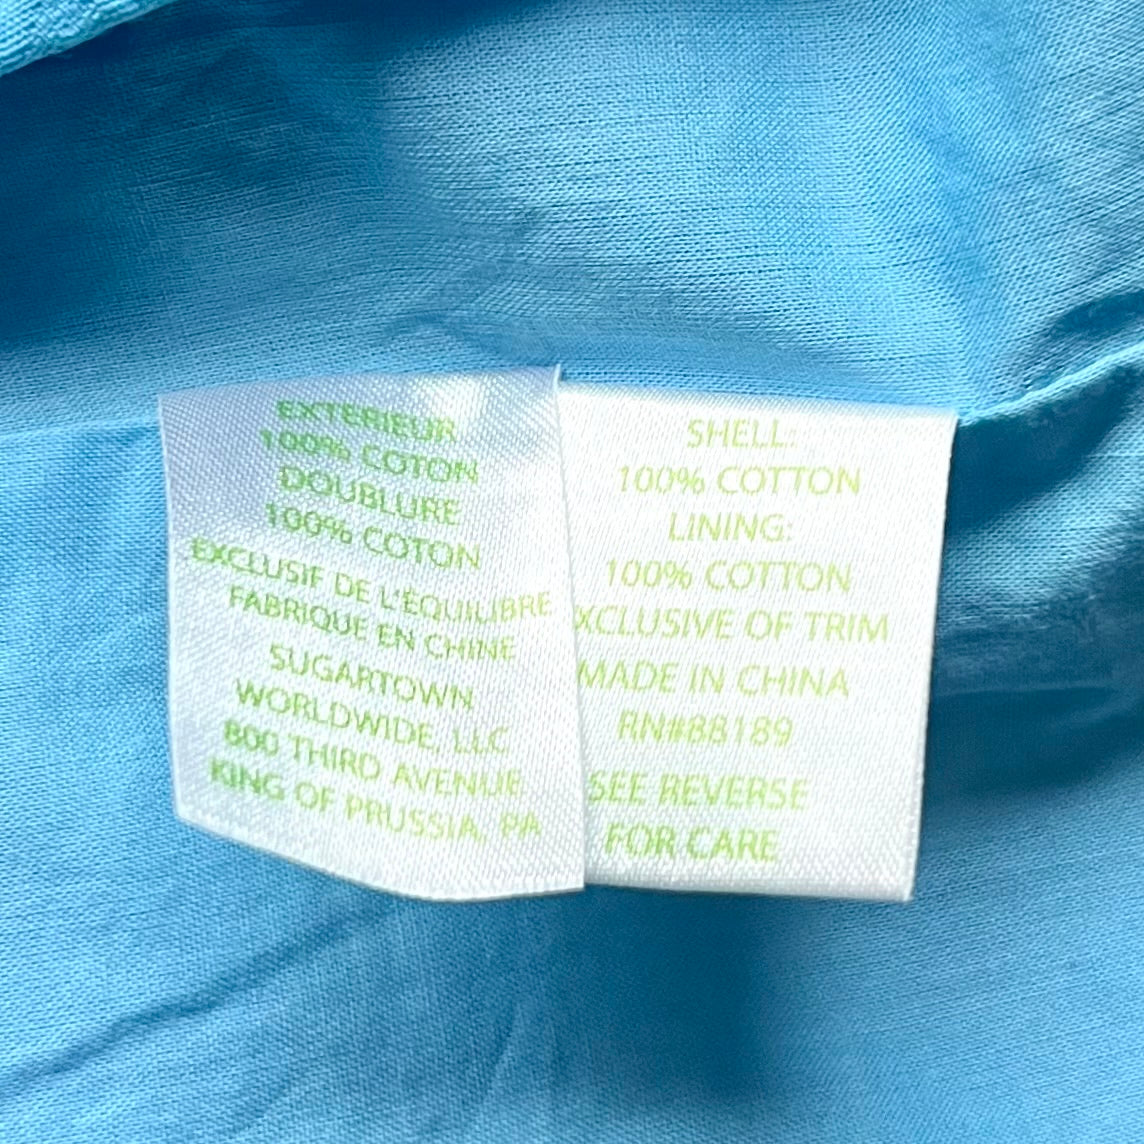 EXTERIEUR
100% COTON
DOUBLURE
100% COTON
EXCLUSIF DE L'ÉQUILIBRE
FABRIQUE EN CHINE
SUGARTOWN
WORLDWIDE, LLC
800 THIRD AVENUE
KING OF PRUSSIA, PA
SHELL:
100% COTTON
LINING:
100% COTTON
XCLUSIVE OF TRIM
MADE IN CHINA
RN#88189
SEE REVERSE
FOR CARE